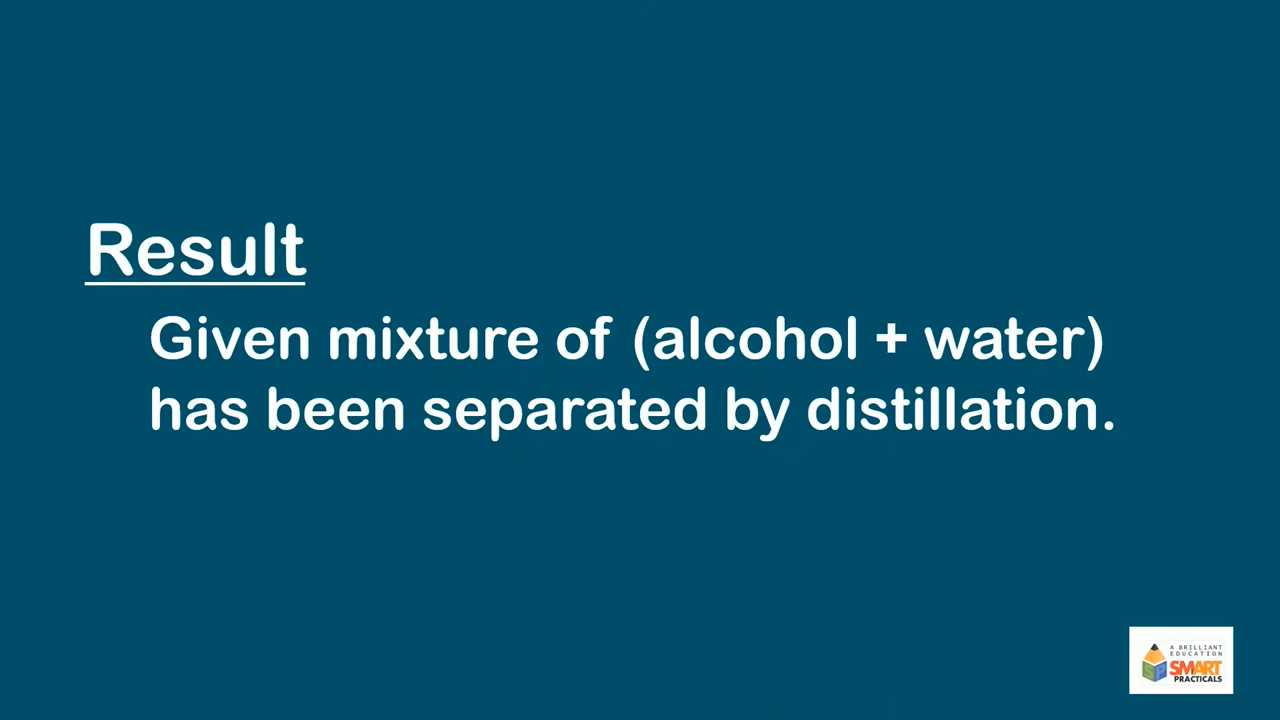 Result
Given mixture of (alcohol + water)
has been separated by distillation.
A BRILLIANT
EDUCATION
SMART
PRACTICALS